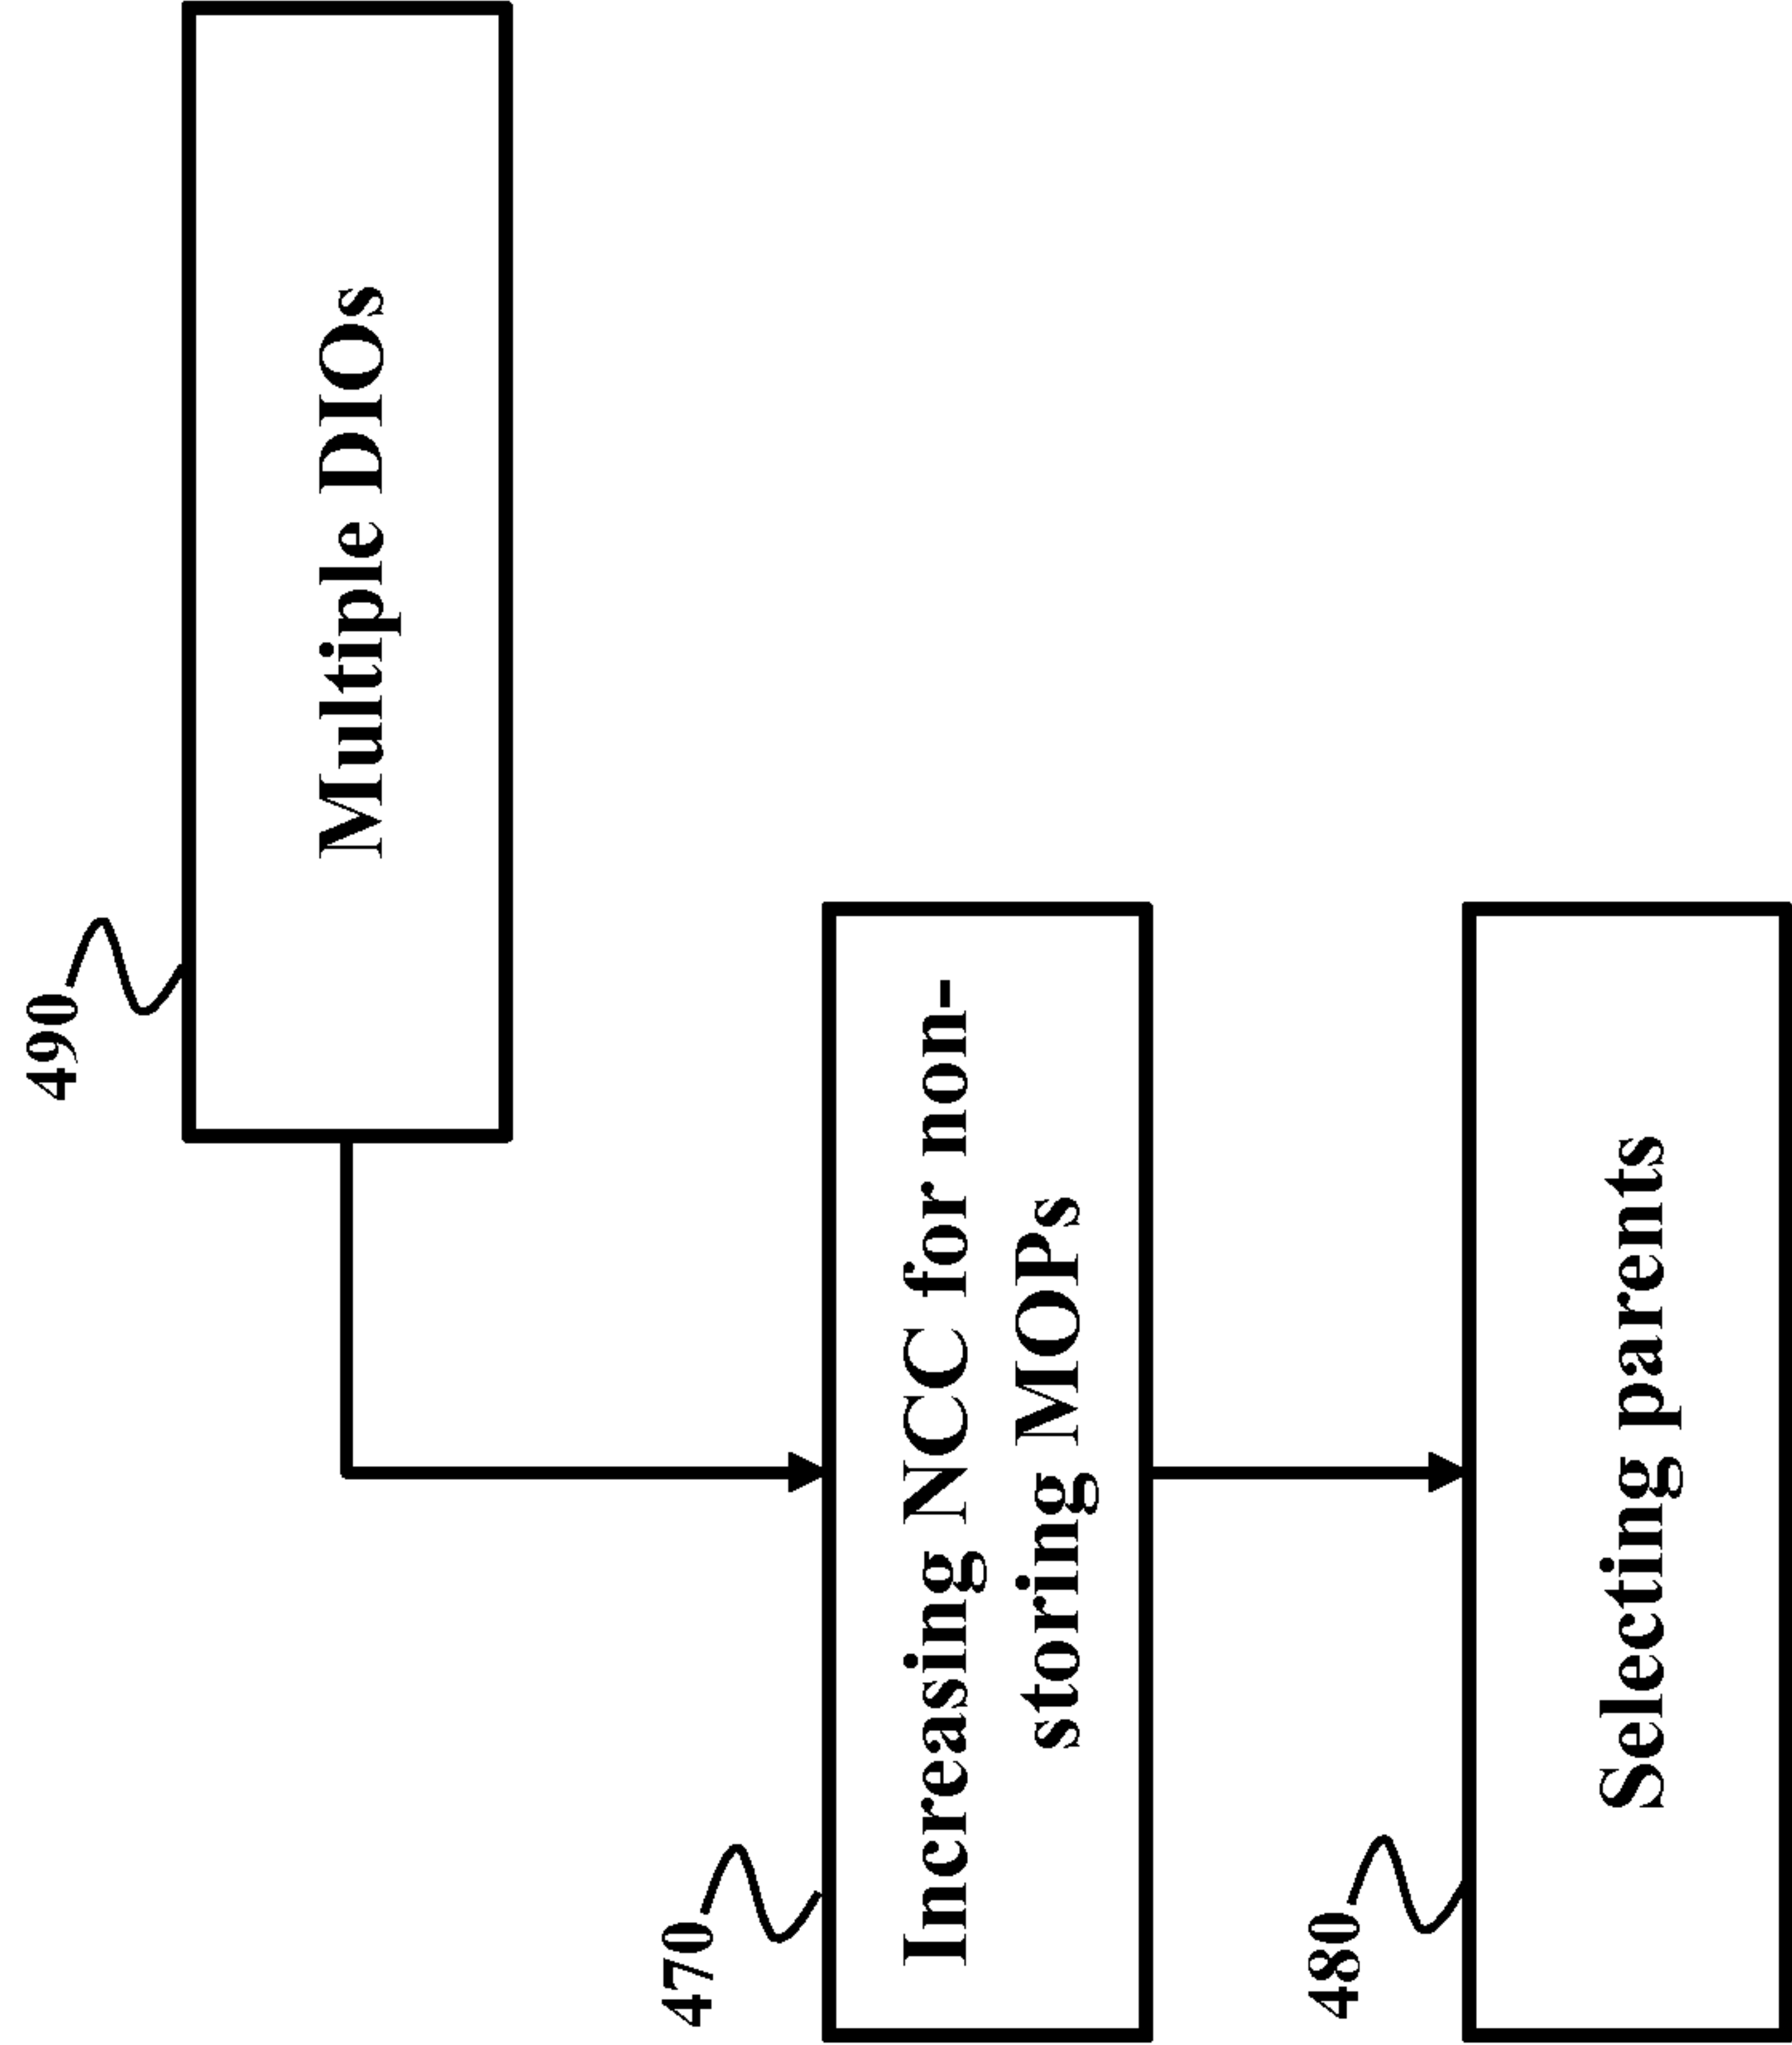 490
Multiple DIOs
470
Increasing NCC for non-
storing MOPs
480
Selecting parents